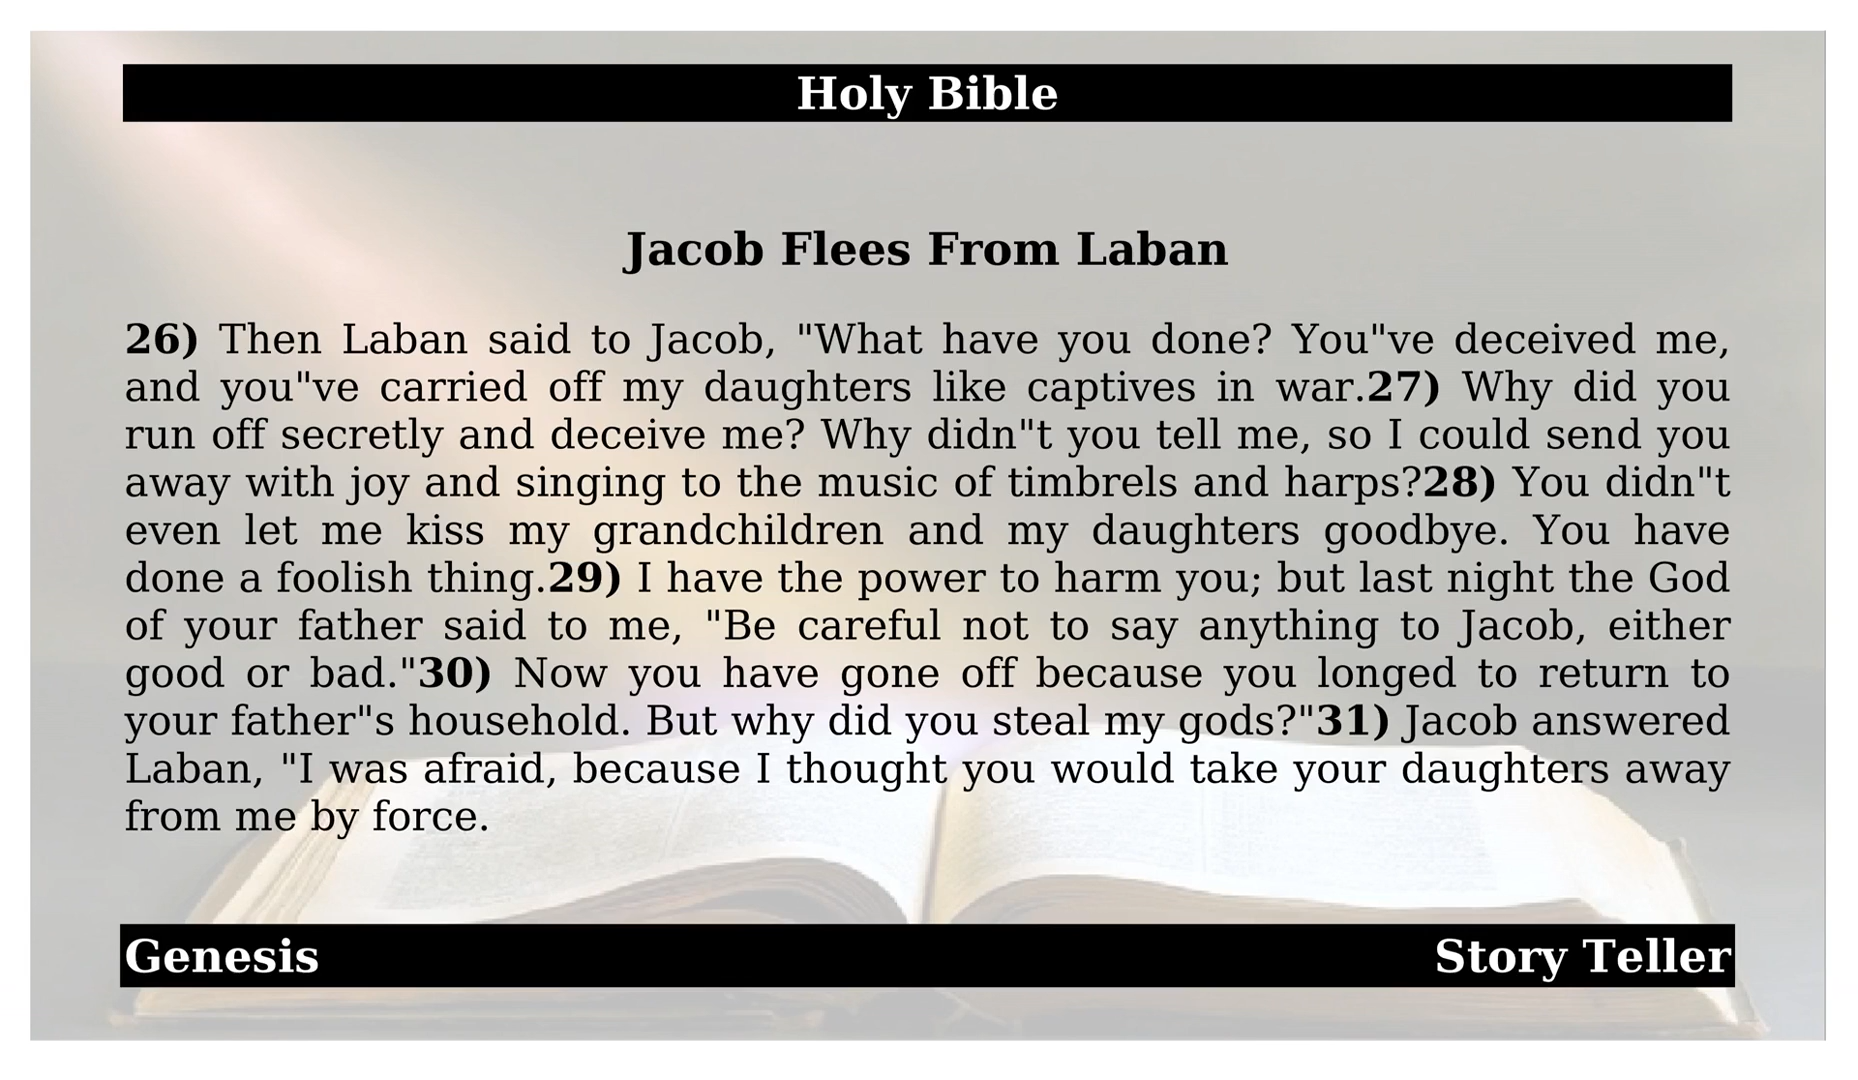 Holy Bible
Jacob Flees From Laban
26) Then Laban said to Jacob, "What have you done? You"ve deceived me,
and you"ve carried off my daughters like captives in war.27) Why did you
run off secretly and deceive me? Why didn"t you tell me, so I could send you
away with joy and singing to the music of timbrels and harps?28) You didn"t
even let me kiss my grandchildren and my daughters goodbye. You have
done a foolish thing.29) I have the power to harm you; but last night the God
of your father said to me, "Be careful not to say anything to Jacob, either
good or bad."30) Now you have gone off because you longed to return to
your father"s household. But why did you steal my gods?"31) Jacob answered
Laban, "I was afraid, because I thought you would take your daughters away
from me by force.
Genesis Story Teller